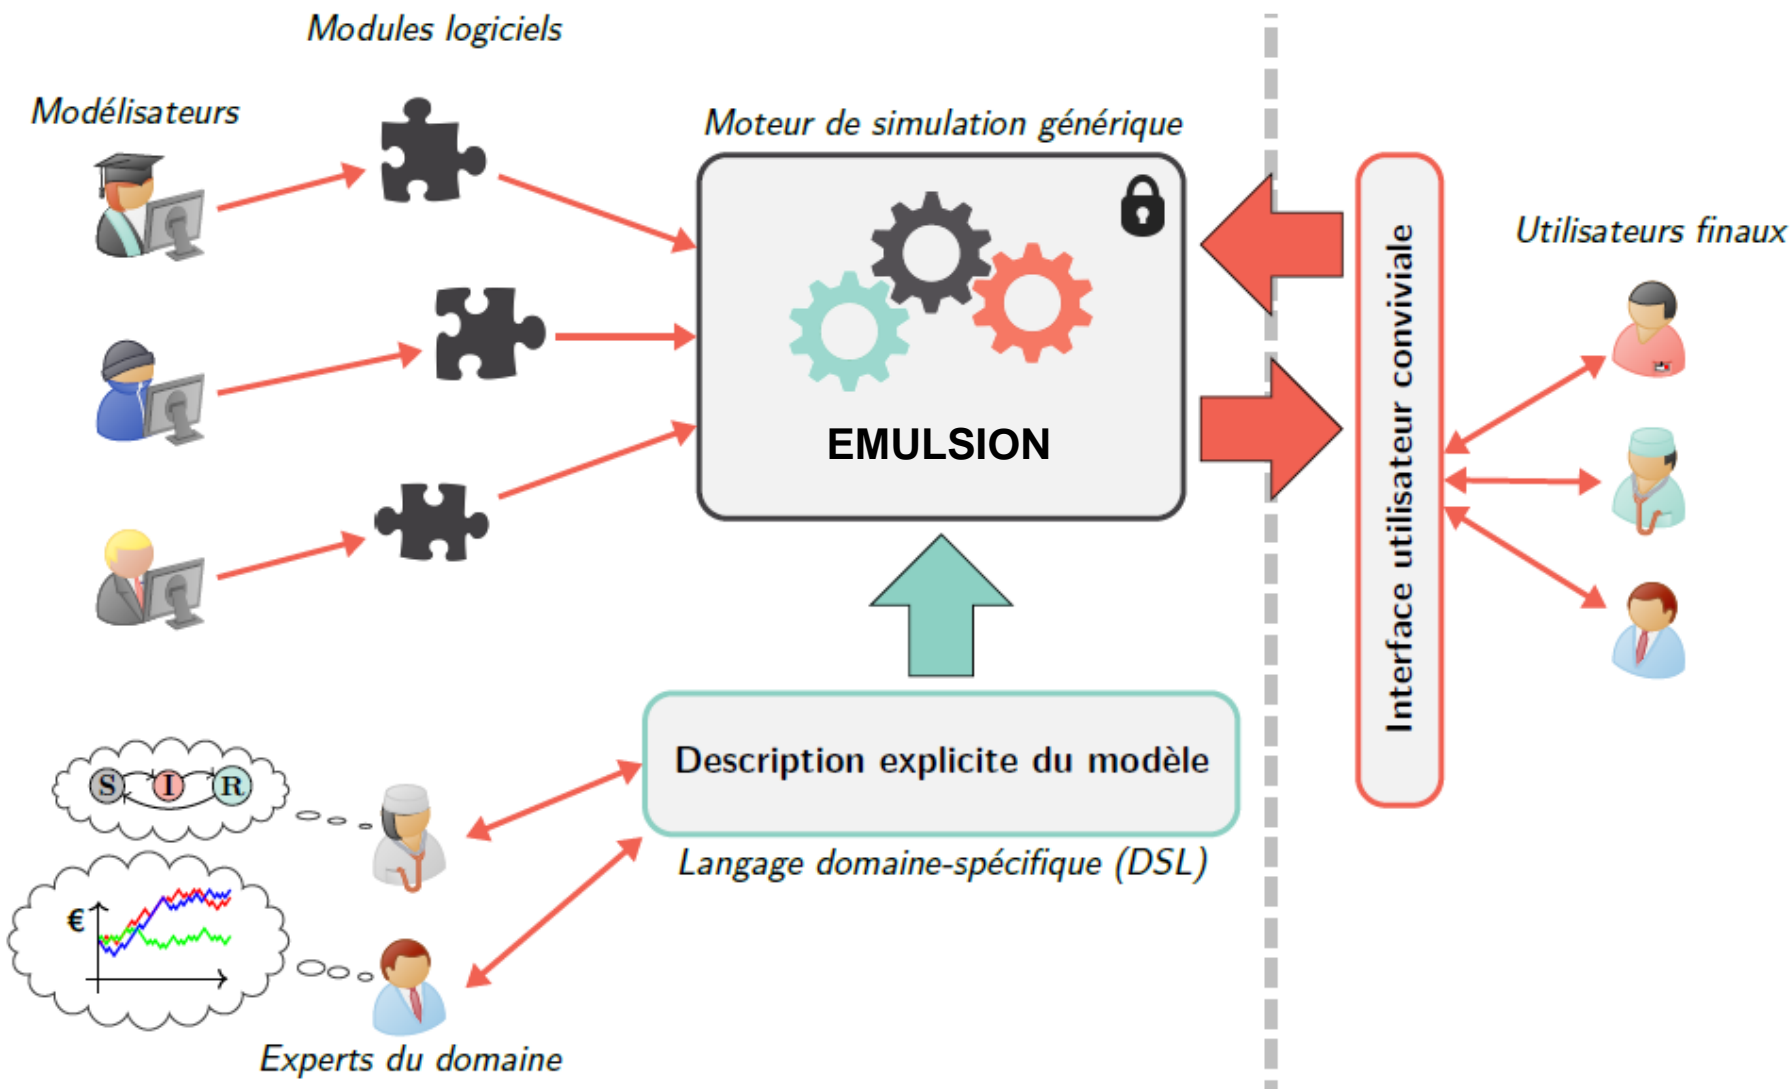 Modules logiciels
Modélisateurs
Moteur de simulation générique
EMULSION
Interface utilisateur conviviale
Utilisateurs finaux
Description explicite du modèle
Langage domaine-spécifique (DSL)
S I R
€
Experts du domaine